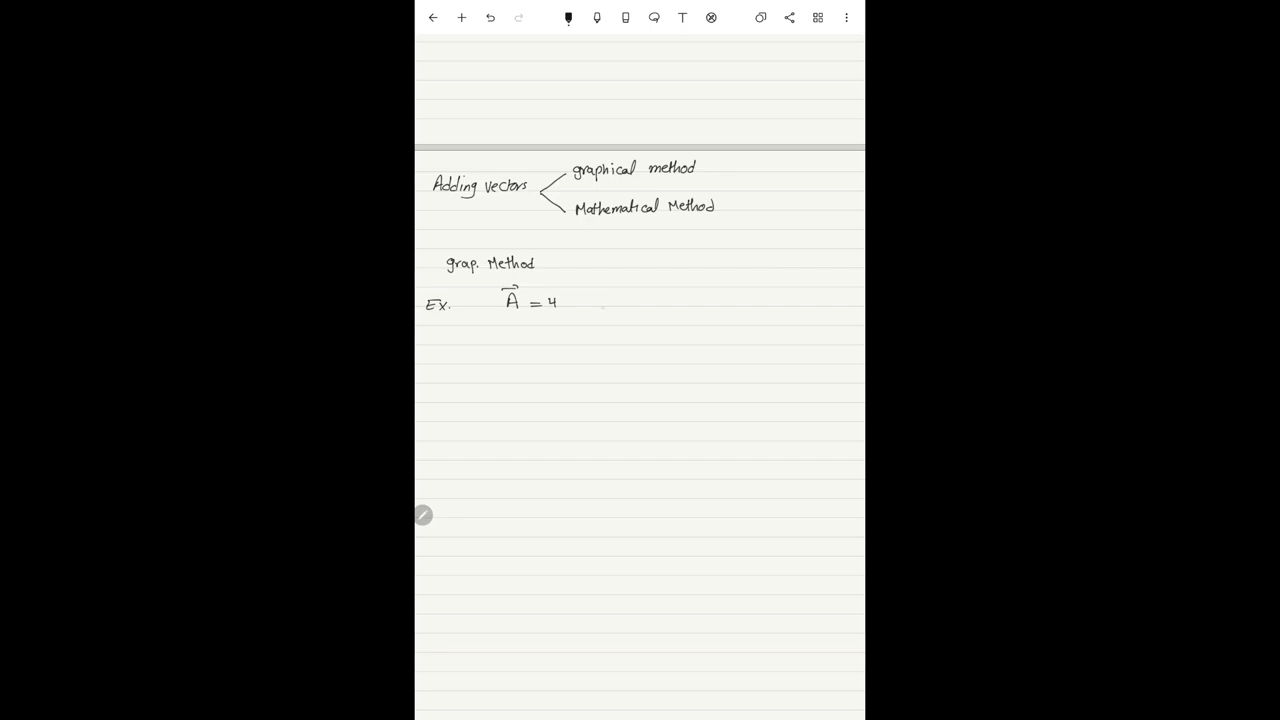 graphical method
Adding vectors
Mathematical Method
grap. Method
Ex. A = 4